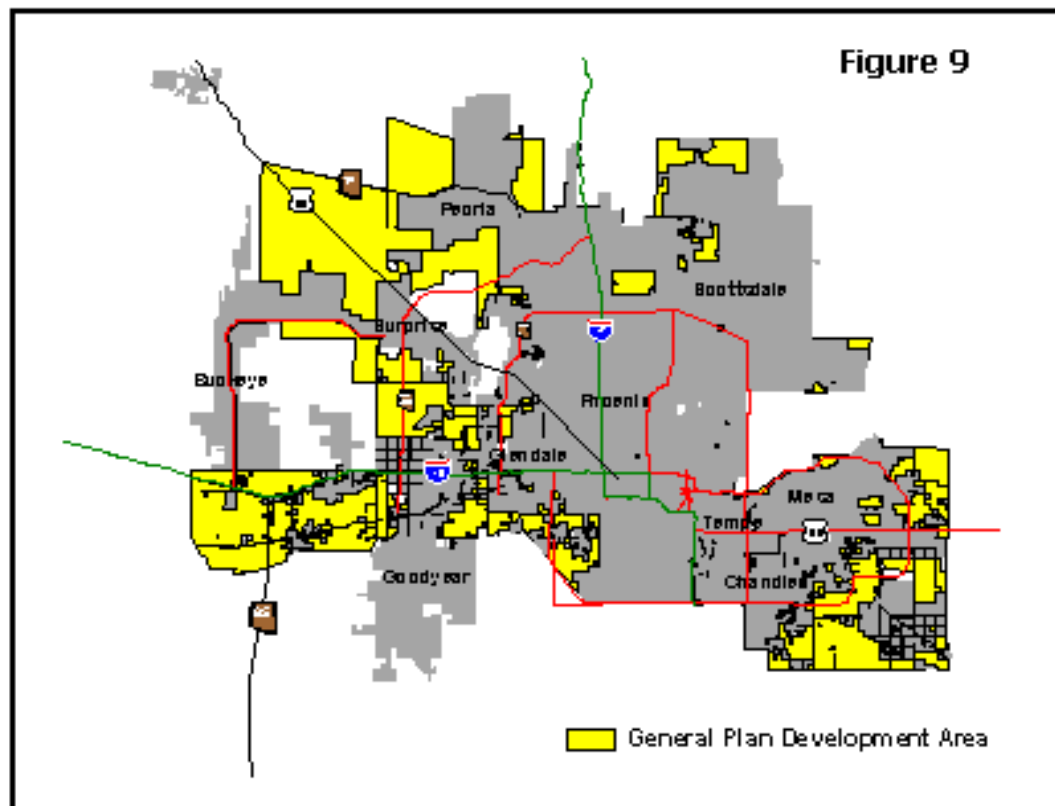 Figure 9
Peoria
Scottsdale
Surprise
Buckeye
Phoenix
Glendale
Mesa
Tempe
Goodyear
Chandler
General Plan Development Area